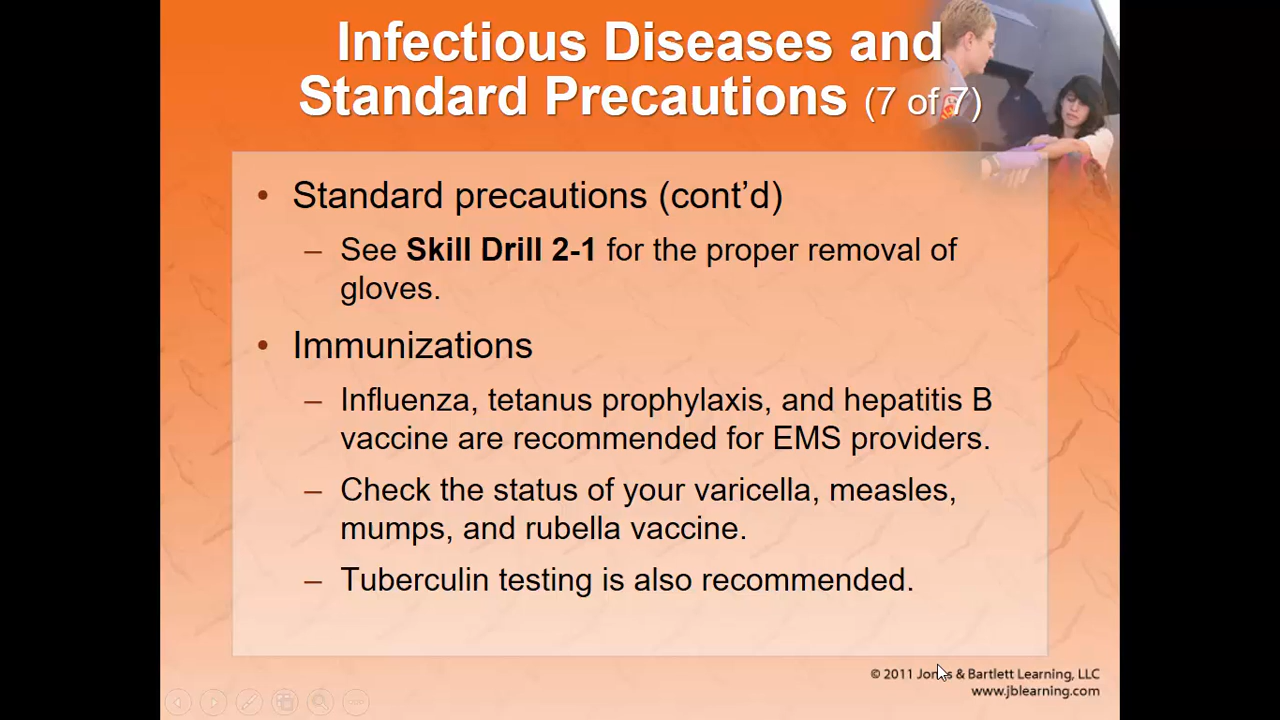 Infectious Diseases and
Standard Precautions (7 of 7)
• Standard precautions (cont’d)
– See Skill Drill 2-1 for the proper removal of
gloves.
• Immunizations
– Influenza, tetanus prophylaxis, and hepatitis B
vaccine are recommended for EMS providers.
– Check the status of your varicella, measles,
mumps, and rubella vaccine.
– Tuberculin testing is also recommended.
© 2011 Jones & Bartlett Learning, LLC
www.jblearning.com